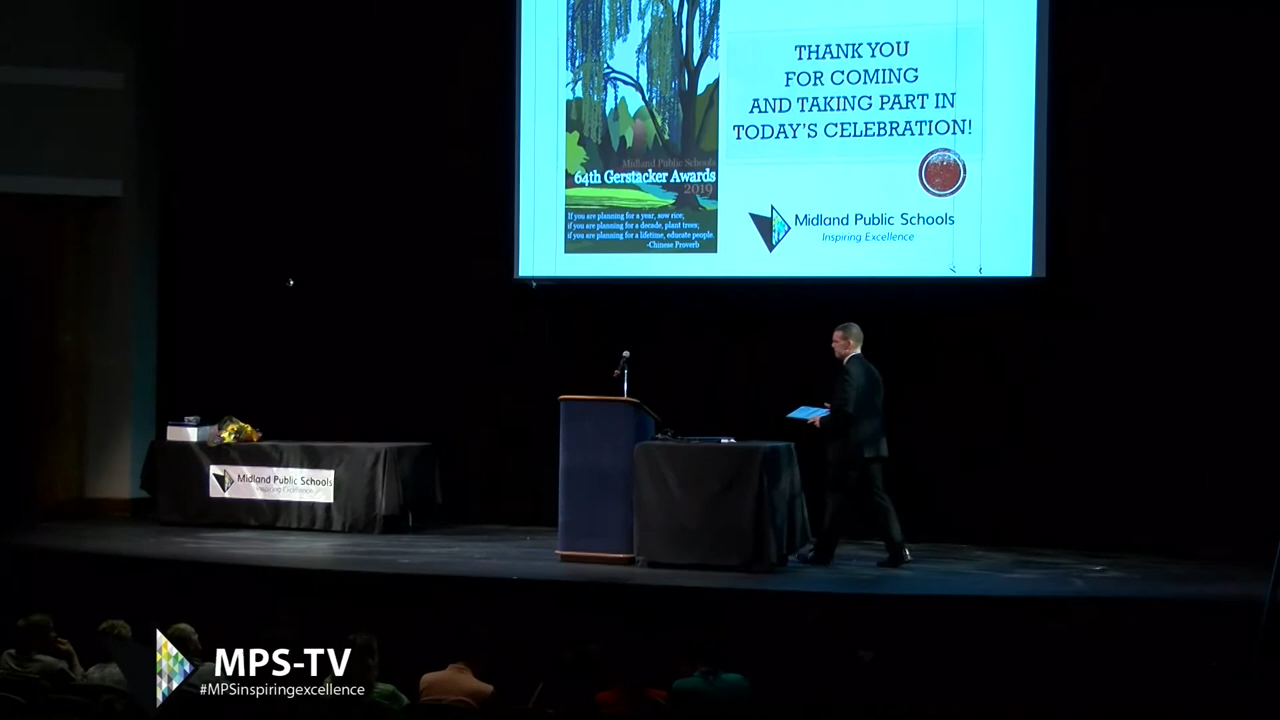 THANK YOU
FOR COMING
AND TAKING PART IN
TODAY'S CELEBRATION!
Midland Public Schools
64th Gerstacker Awards
2019
If you are planning for a year, sow rice;
if you are planning for a decade, plant trees;
if you are planning for a lifetime, educate people.
-Chinese Proverb
Midland Public Schools
Inspiring Excellence
Midland Public Schools
Inspiring Excellence
MPS-TV
#MPSinspiringexcellence